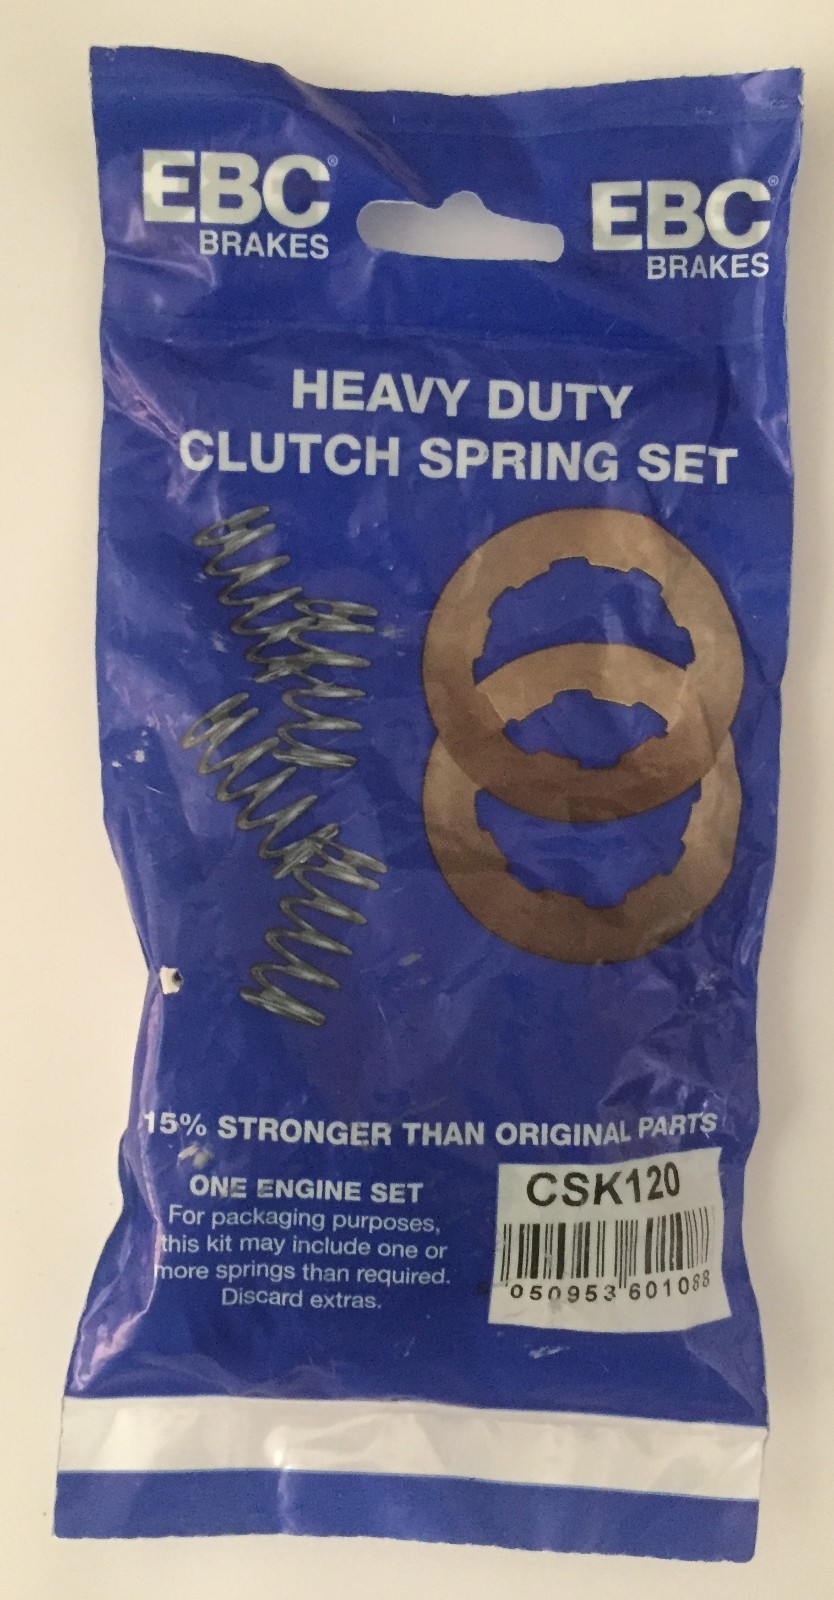 EBC®
BRAKES
EBC®
BRAKES
HEAVY DUTY
CLUTCH SPRING SET
15% STRONGER THAN ORIGINAL PARTS
ONE ENGINE SET
For packaging purposes,
this kit may include one or
more springs than required.
Discard extras.
CSK120
050953 601088